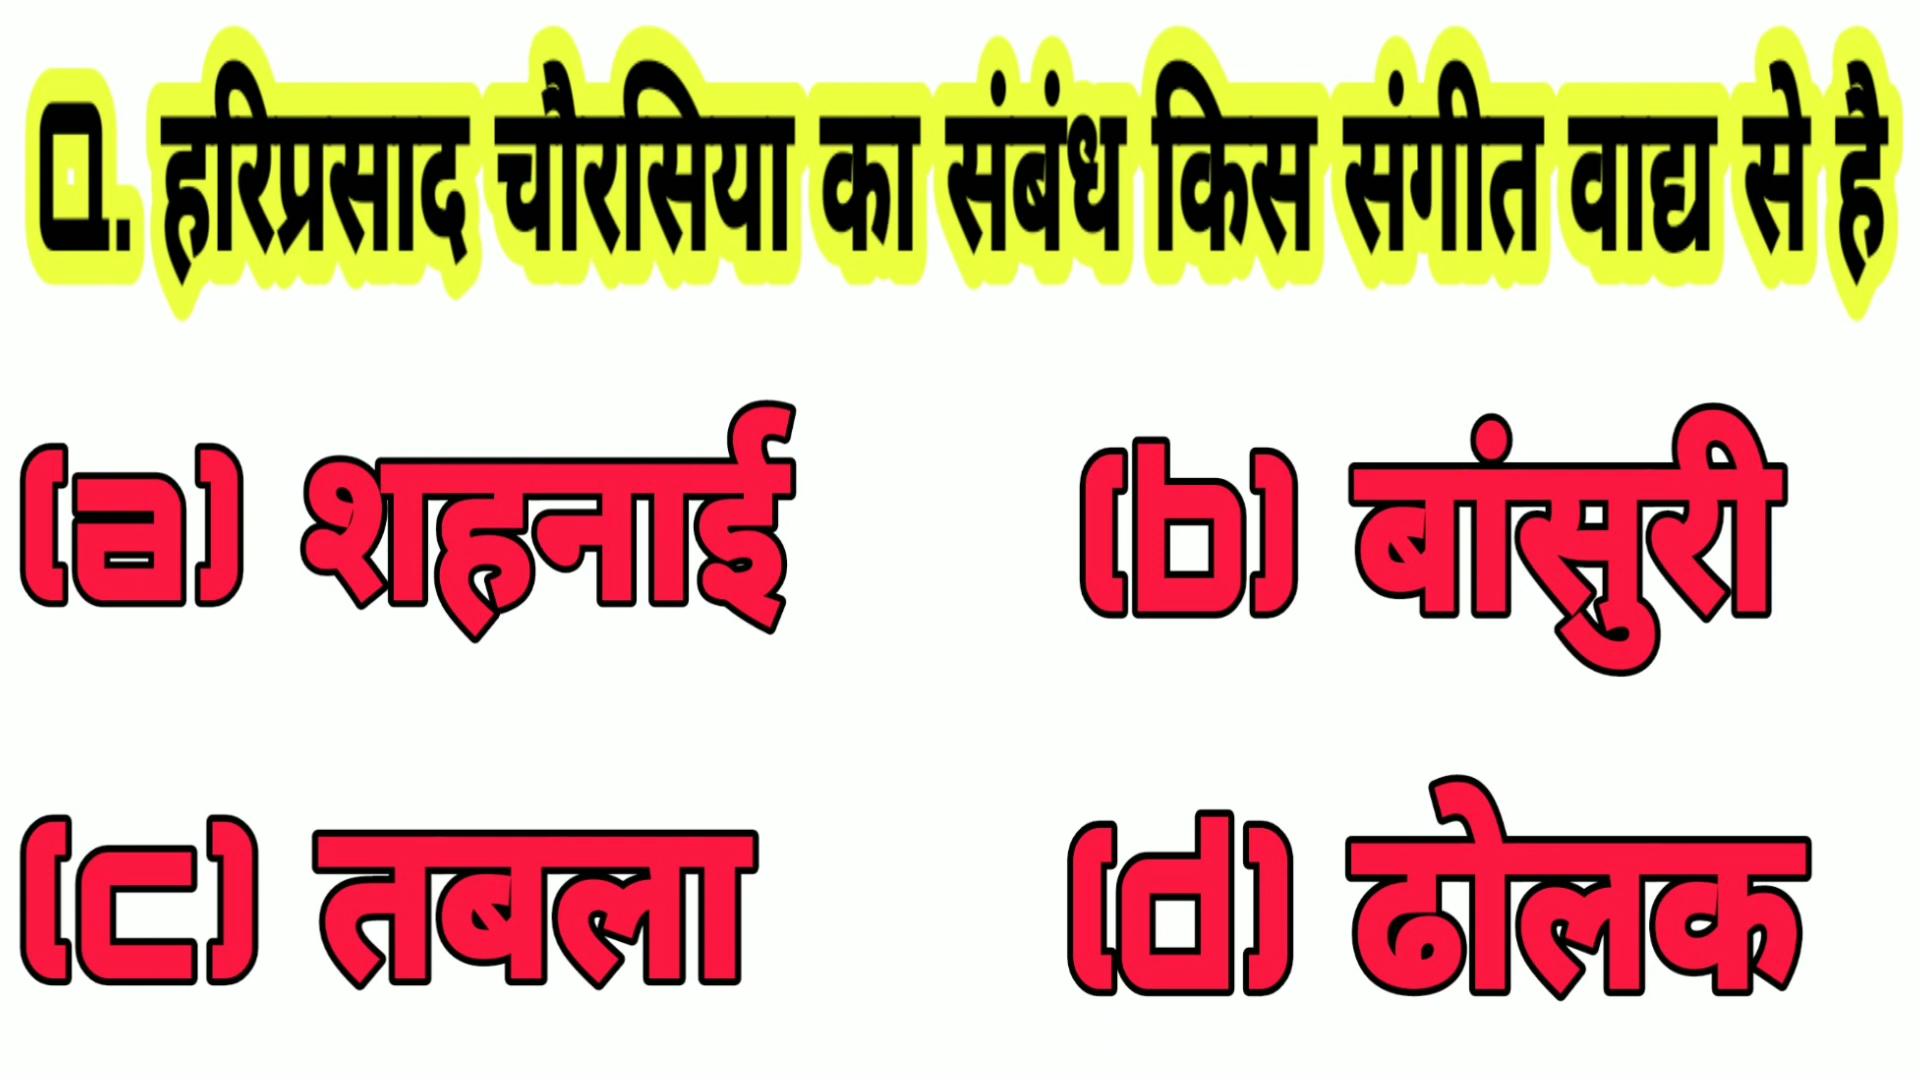 Q. हरिप्रसाद चौरसिया का संबंध किस संगीत वाद्य से है
(a) शहनाई (b) बांसुरी
(c) तबला (d) ढोलक